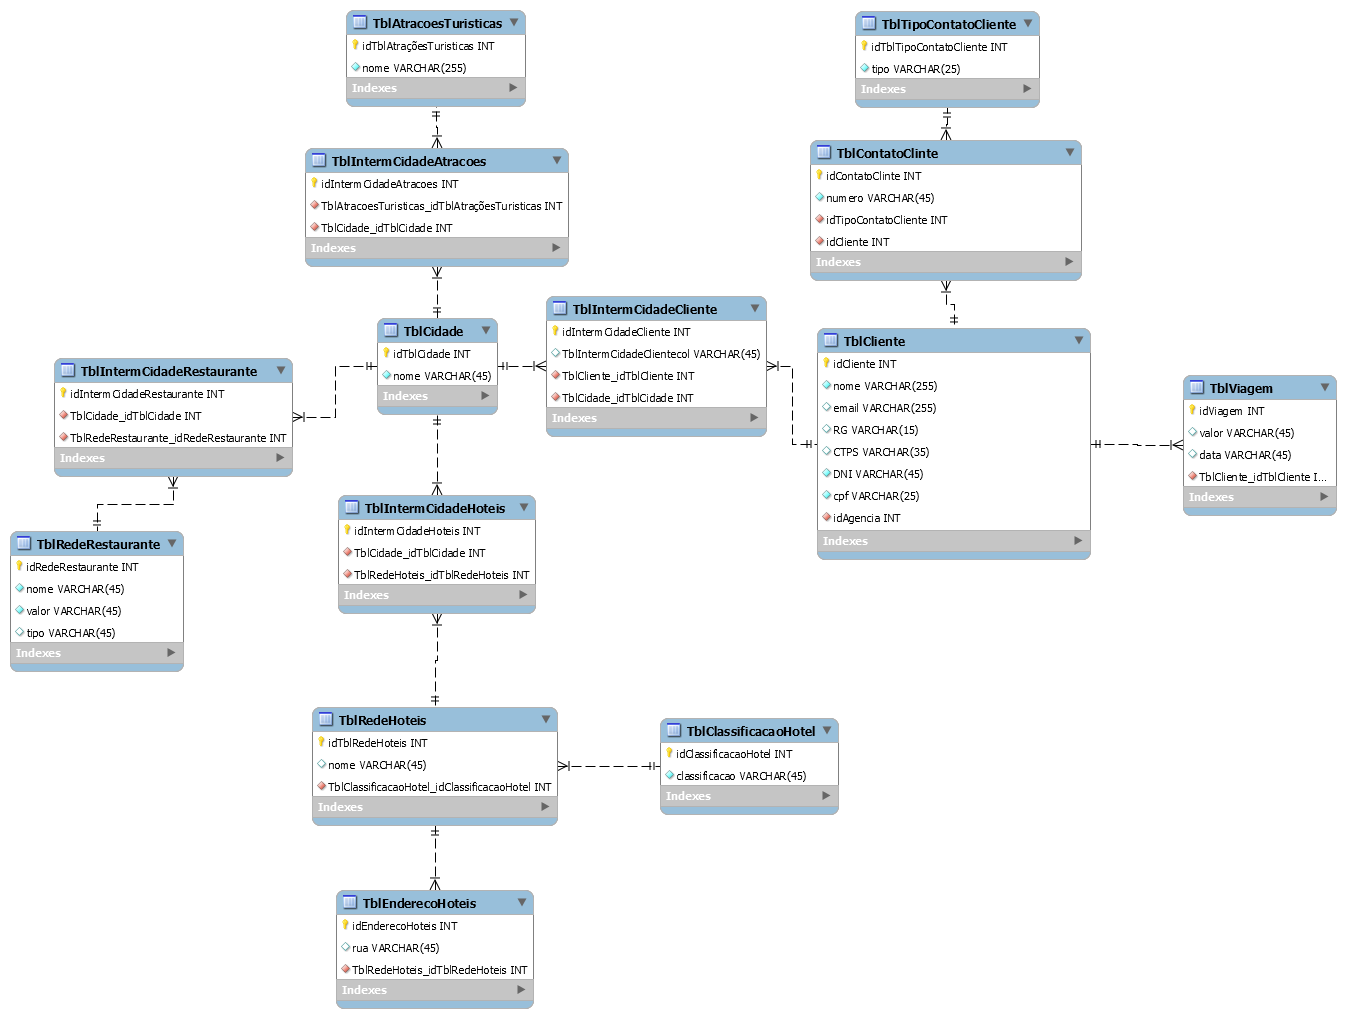 TblAtracoesTuristicas
idTblAtraçõesTuristicas INT
nome VARCHAR(255)
Indexes
TblTipoContatoCliente
idTblTipoContatoCliente INT
tipo VARCHAR(25)
Indexes
TblIntermCidadeAtracoes
idIntermCidadeAtracoes INT
TblAtracoesTuristicas_idTblAtraçõesTuristicas INT
TblCidade_idTblCidade INT
Indexes
TblContatoClinte
idContatoClinte INT
numero VARCHAR(45)
idTipoContatoCliente INT
idCliente INT
Indexes
TblCidade
idTblCidade INT
nome VARCHAR(45)
Indexes
TblIntermCidadeCliente
idIntermCidadeCliente INT
TblIntermCidadeClientecol VARCHAR(45)
TblCliente_idTblCliente INT
TblCidade_idTblCidade INT
Indexes
TblCliente
idCliente INT
nome VARCHAR(255)
email VARCHAR(255)
RG VARCHAR(15)
CTPS VARCHAR(35)
DNI VARCHAR(45)
cpf VARCHAR(25)
idAgencia INT
Indexes
TblViagem
idViagem INT
valor VARCHAR(45)
data VARCHAR(45)
TblCliente_idTblCliente I...
Indexes
TblIntermCidadeRestaurante
idIntermCidadeRestaurante INT
TblCidade_idTblCidade INT
TblRedeRestaurante_idRedeRestaurante INT
Indexes
TblRedeRestaurante
idRedeRestaurante INT
nome VARCHAR(45)
valor VARCHAR(45)
tipo VARCHAR(45)
Indexes
TblIntermCidadeHoteis
idIntermCidadeHoteis INT
TblCidade_idTblCidade INT
TblRedeHoteis_idTblRedeHoteis INT
Indexes
TblRedeHoteis
idTblRedeHoteis INT
nome VARCHAR(45)
TblClassificacaoHotel_idClassificacaoHotel INT
Indexes
TblClassificacaoHotel
idClassificacaoHotel INT
classificacao VARCHAR(45)
Indexes
TblEnderecoHoteis
idEnderecoHoteis INT
rua VARCHAR(45)
TblRedeHoteis_idTblRedeHoteis INT
Indexes